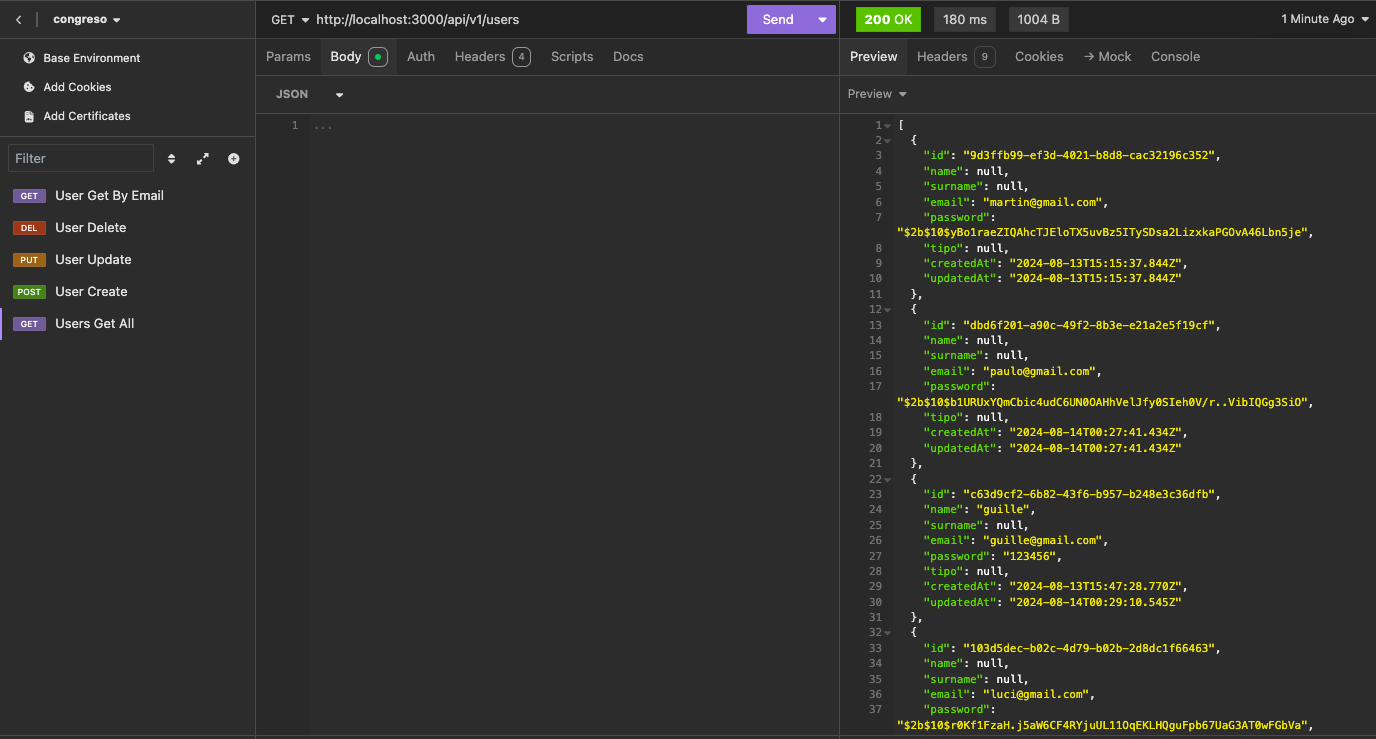 congreso
GET http://localhost:3000/api/v1/users
Send
200 OK
180 ms
1004 B
1 Minute Ago
Base Environment
Add Cookies
Add Certificates
Filter
GET User Get By Email
DEL User Delete
PUT User Update
POST User Create
GET Users Get All
Params Body Auth Headers 4 Scripts Docs
JSON
1 ...
Preview Headers 9 Cookies → Mock Console
Preview
1 [
2 {
3 "id": "9d3ffb99-ef3d-4021-b8d8-cac32196c352",
4 "name": null,
5 "surname": null,
6 "email": "martin@gmail.com",
7 "password":
"$2b$10$yBo1raeZIQAhcTJEloTX5uvBz5ITySDsa2LizxkaPGOvA46Lbn5je",
8 "tipo": null,
9 "createdAt": "2024-08-13T15:15:37.844Z",
10 "updatedAt": "2024-08-13T15:15:37.844Z"
11 },
12 {
13 "id": "dbd6f201-a90c-49f2-8b3e-e21a2e5f19cf",
14 "name": null,
15 "surname": null,
16 "email": "paulo@gmail.com",
17 "password":
"$2b$10$b1URUxYQmCbic4udC6UN0OAHhVelJfy0SIeh0V/r..VibIQGg3SiO",
18 "tipo": null,
19 "createdAt": "2024-08-14T00:27:41.434Z",
20 "updatedAt": "2024-08-14T00:27:41.434Z"
21 },
22 {
23 "id": "c63d9cf2-6b82-43f6-b957-b248e3c36dfb",
24 "name": "guille",
25 "surname": null,
26 "email": "guille@gmail.com",
27 "password": "123456",
28 "tipo": null,
29 "createdAt": "2024-08-13T15:47:28.770Z",
30 "updatedAt": "2024-08-14T00:29:10.545Z"
31 },
32 {
33 "id": "103d5dec-b02c-4d79-b02b-2d8dc1f66463",
34 "name": null,
35 "surname": null,
36 "email": "luci@gmail.com",
37 "password":
"$2b$10$r0Kf1FzaH.j5aW6CF4RYjuUL11OqEKLHQguFpb67UaG3AT0wFGbVa",